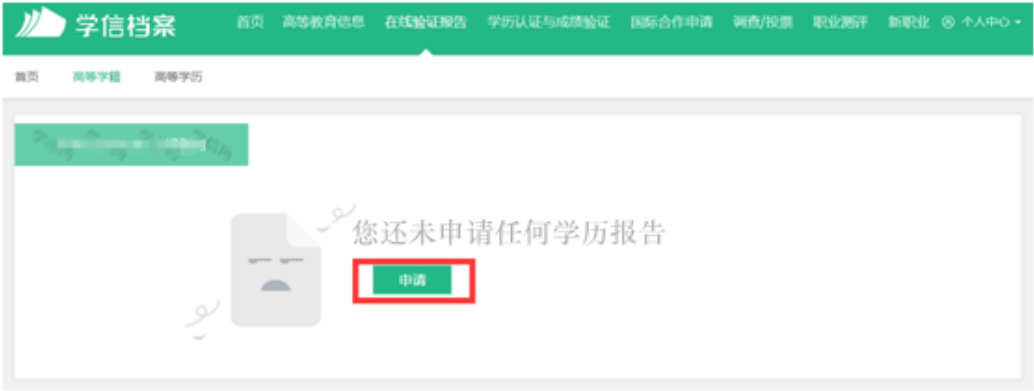 学信档案 首页 高等教育信息 在线验证报告 学历认证与成绩验证 国际合作申请 调查/投票 职业测评 新职业 个人中心
首页 高等学籍 高等学历
您还未申请任何学历报告
申请